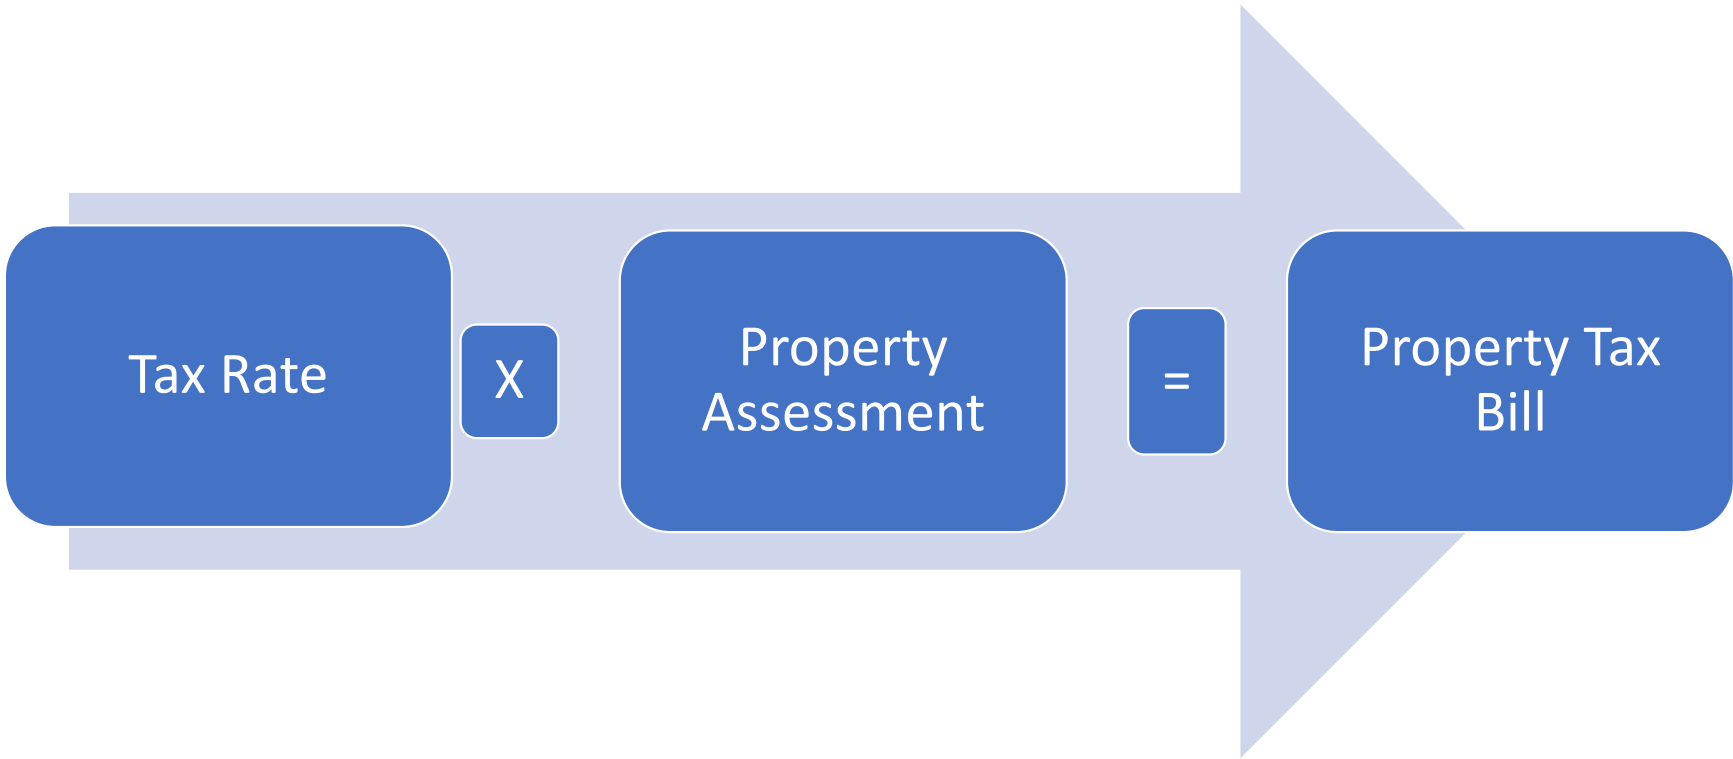 Tax Rate
X
Property
Assessment
=
Property Tax
Bill